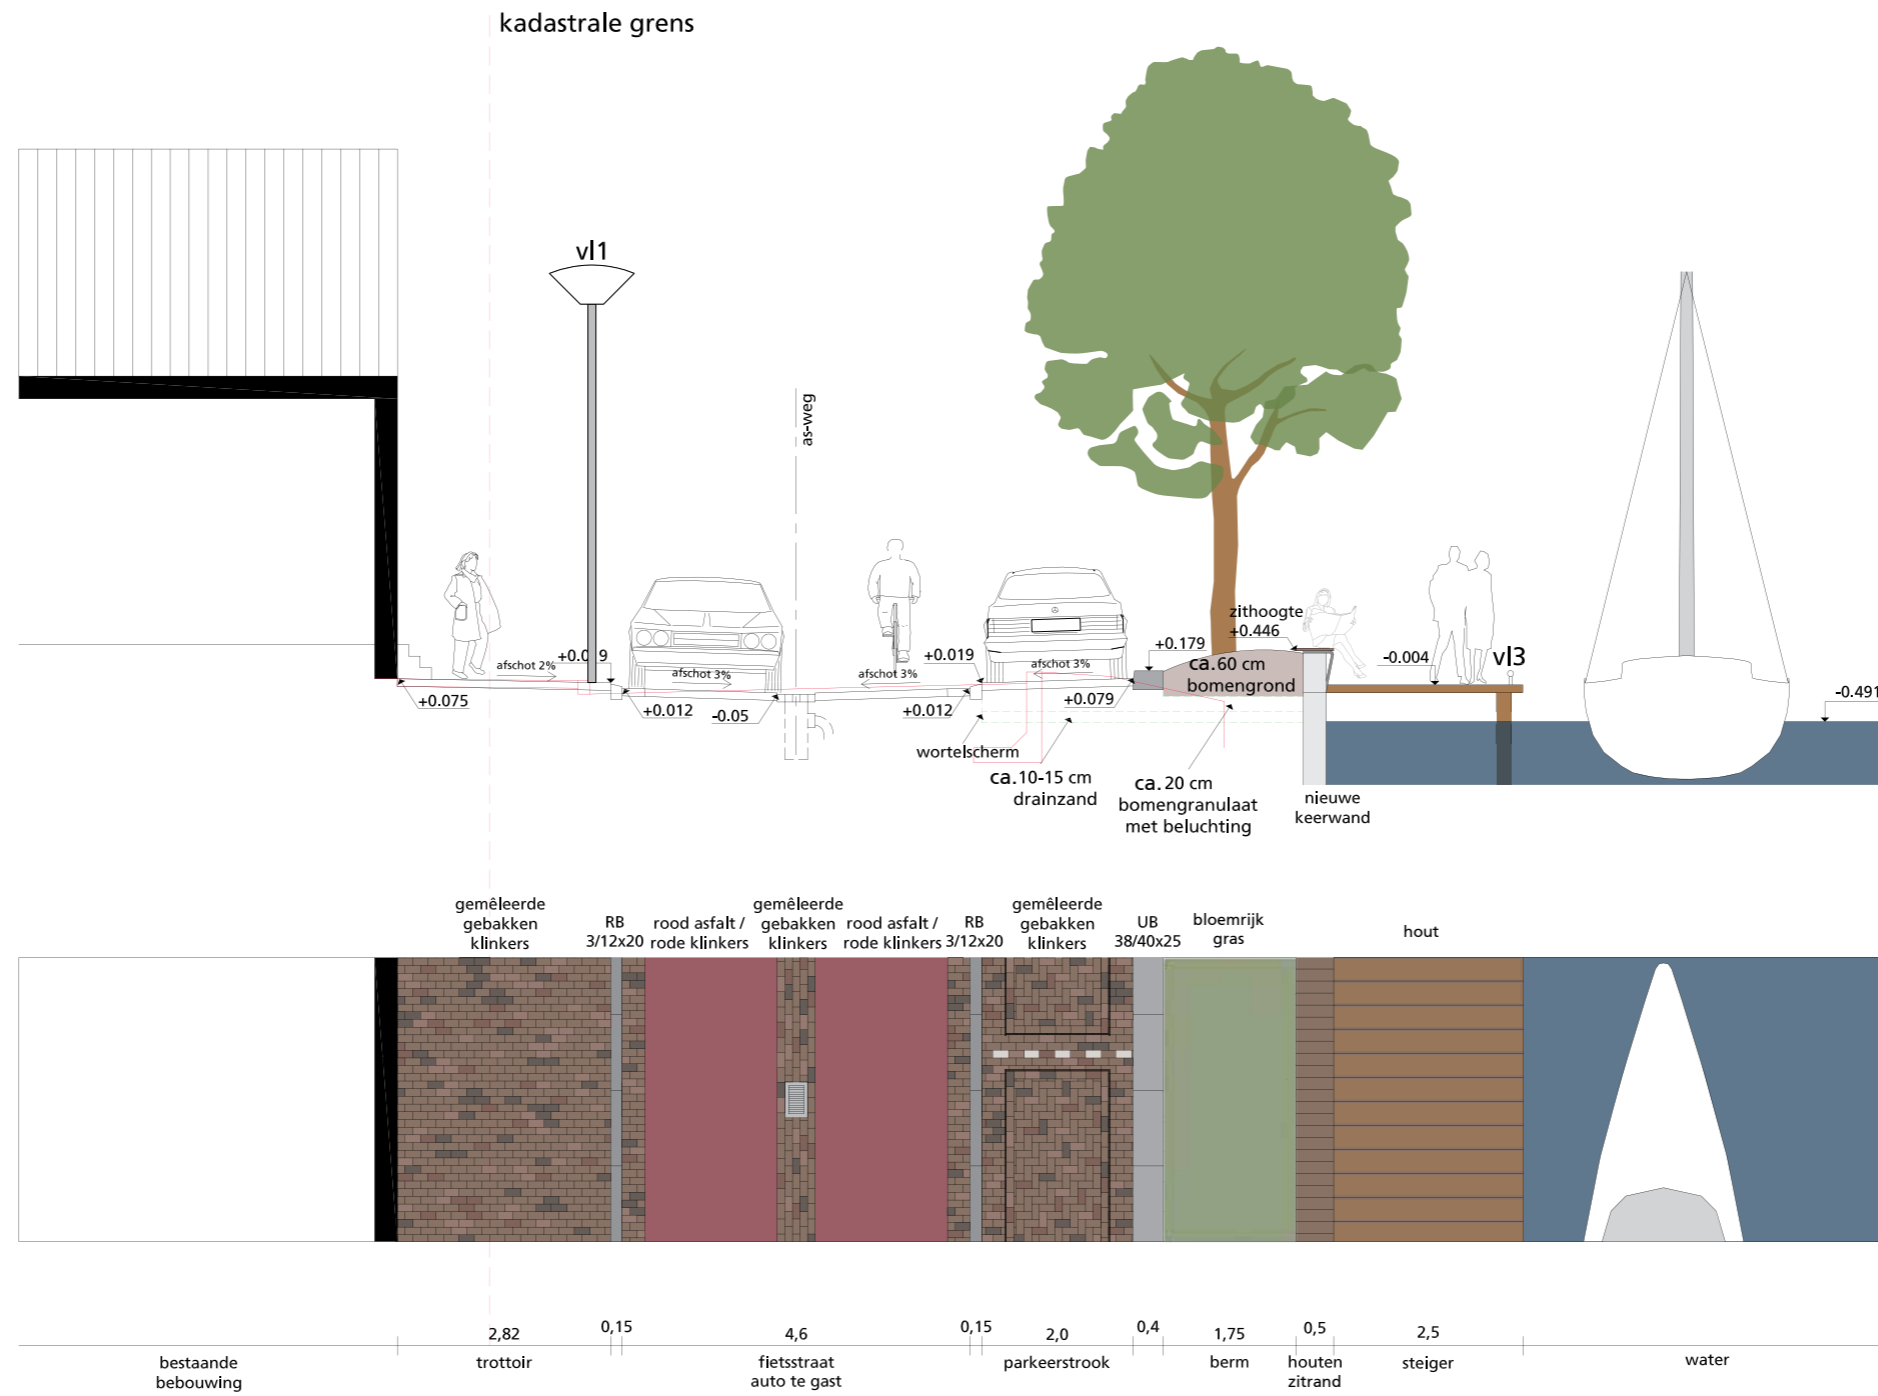 kadastrale grens
vl1
as-weg
zithoogte
+0.446
+0.179
ca.60 cm
bomengrond
-0.004
vl3
-0.491
afschot 2%
afschot 3%
afschot 3%
+0.019
afschot 3%
+0.075
+0.012
-0.05
+0.012
+0.079
wortelscherm
ca.10-15 cm
drainzand
ca. 20 cm
bomengranulaat
met beluchting
nieuwe
keerwand
gemêleerde
gebakken
klinkers
RB
3/12x20
rood asfalt /
rode klinkers
gemêleerde
gebakken
klinkers
rood asfalt /
rode klinkers
RB
3/12x20
gemêleerde
gebakken
klinkers
UB
38/40x25
bloemrijk
gras
hout
2,82
0,15
4,6
0,15
2,0
0,4
1,75
0,5
2,5
bestaande
bebouwing
trottoir
fietsstraat
auto te gast
parkeerstrook
berm
houten
zitrand
steiger
water